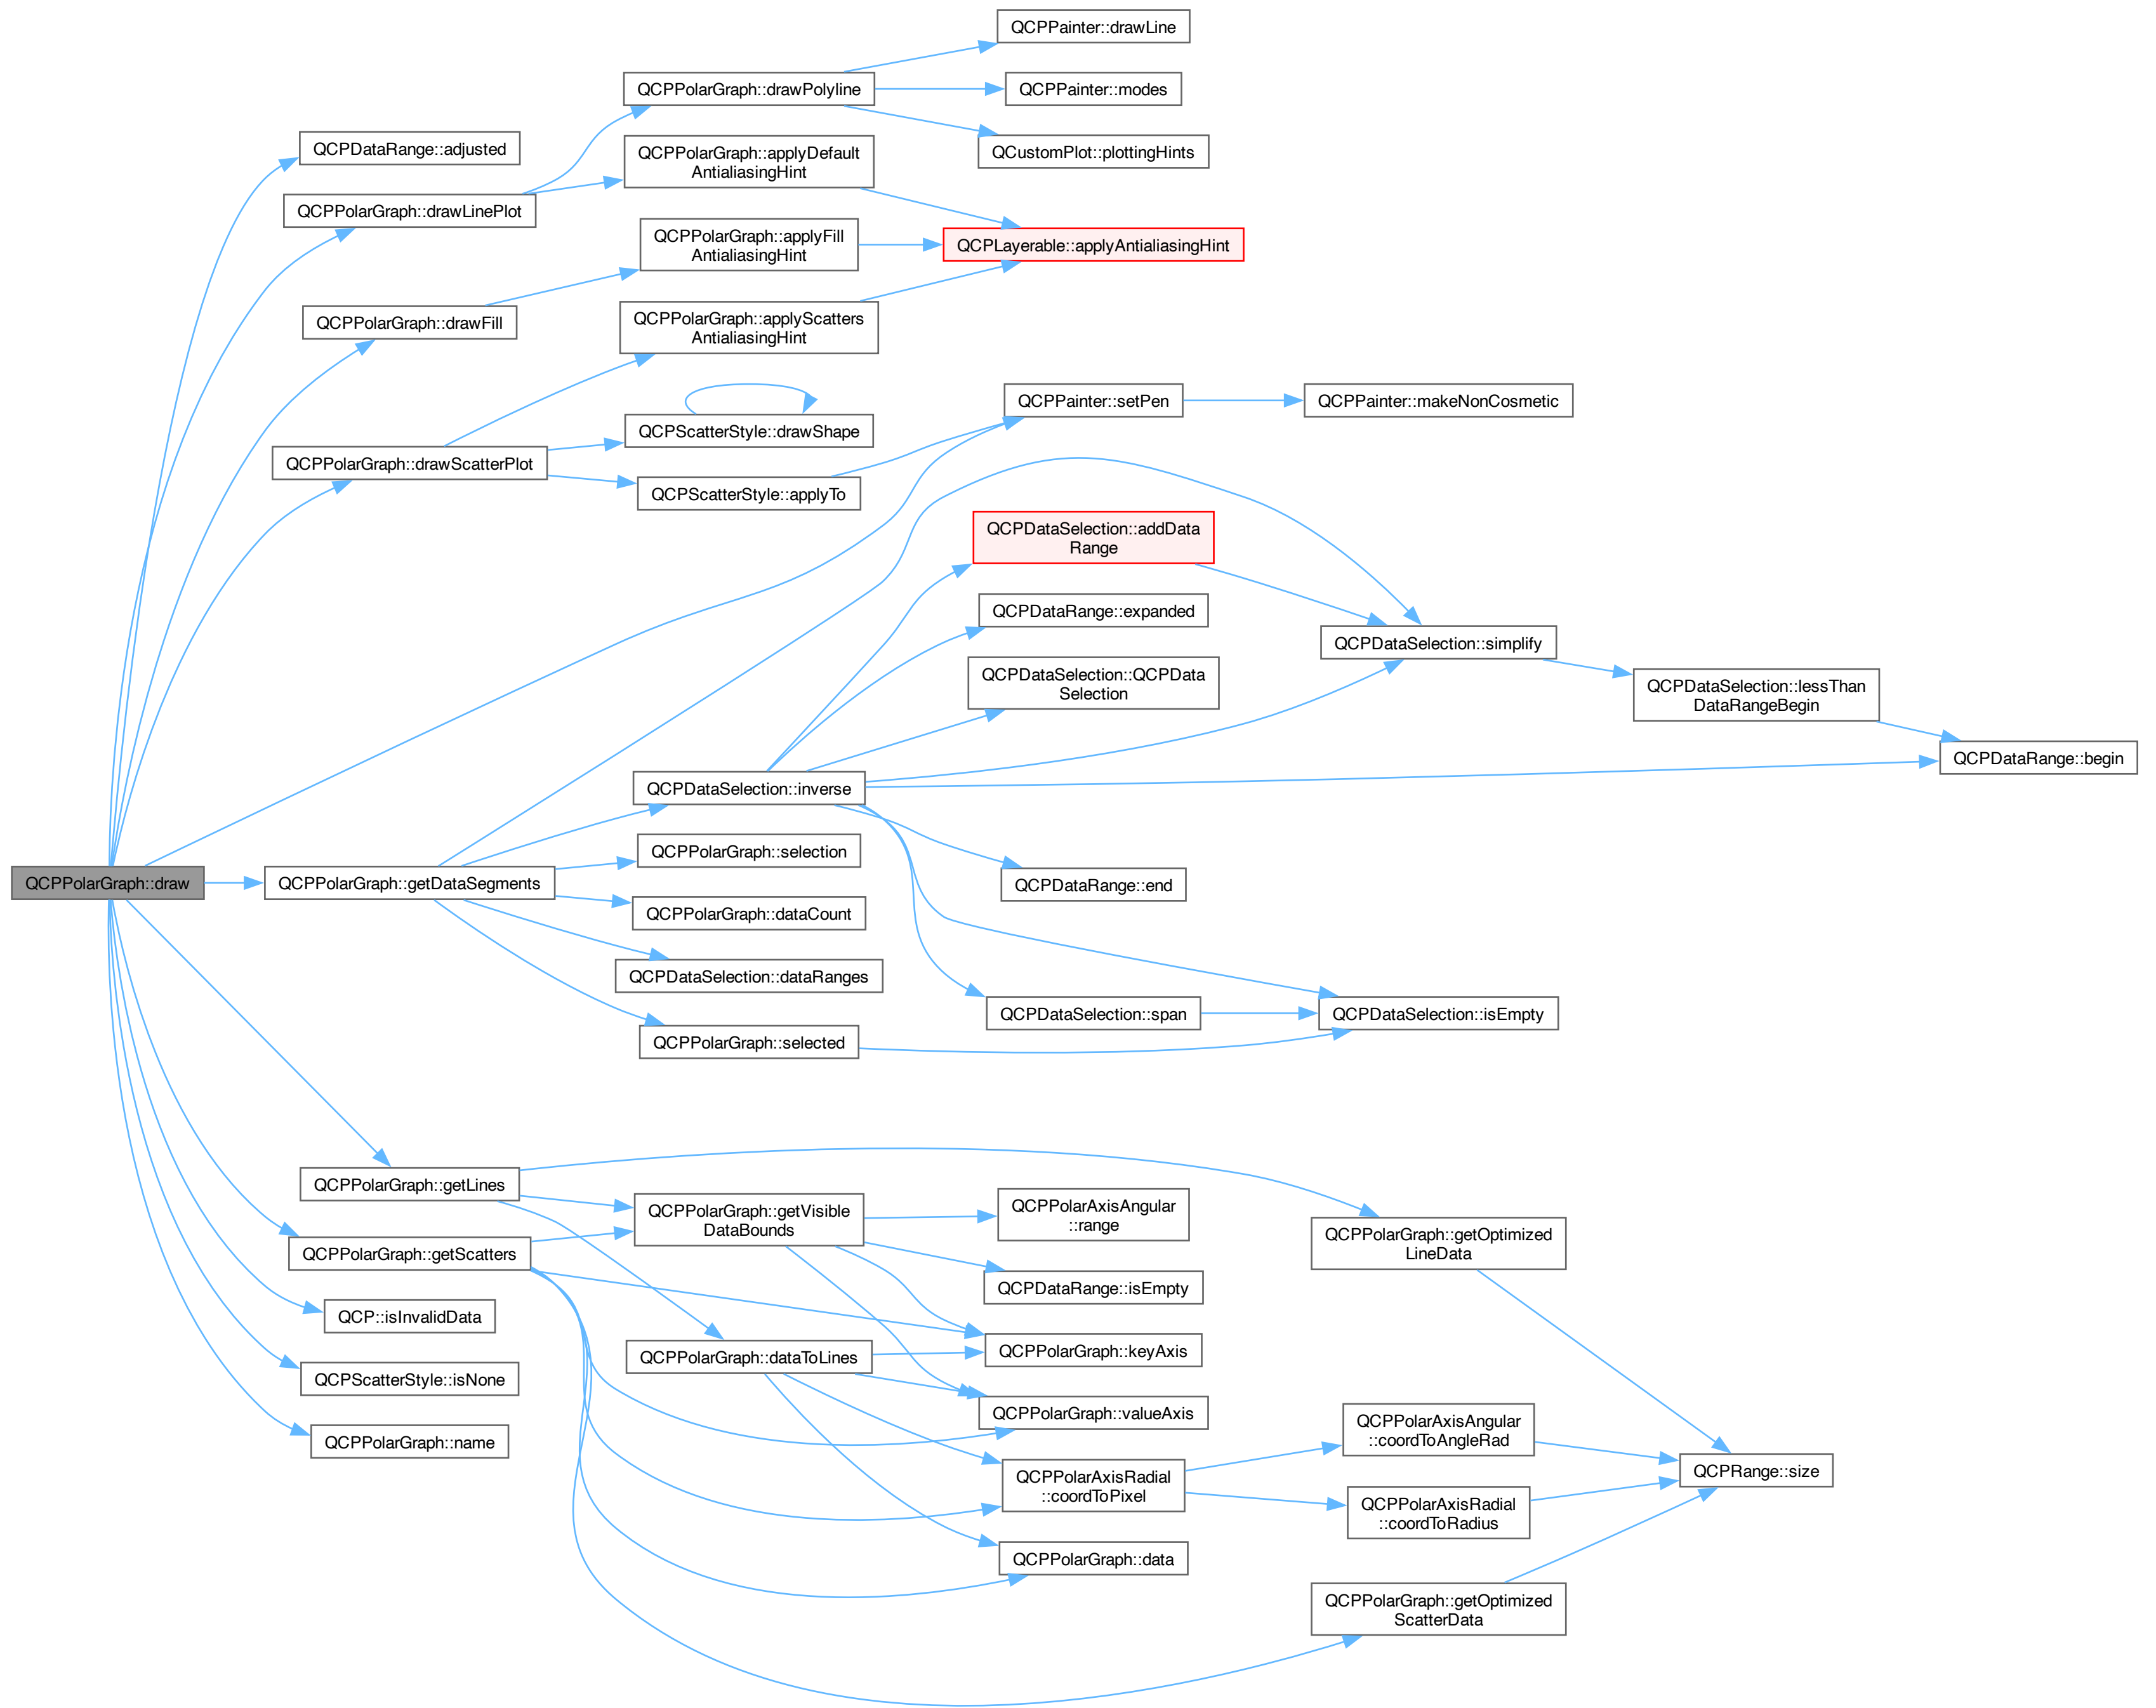 QCPPolarGraph::draw
QCPDataRange::adjusted
QCPPolarGraph::drawLinePlot
QCPPolarGraph::drawFill
QCPPolarGraph::drawScatterPlot
QCPPolarGraph::getDataSegments
QCPPolarGraph::getLines
QCPPolarGraph::getScatters
QCP::isInvalidData
QCPScatterStyle::isNone
QCPPolarGraph::name
QCPPolarGraph::drawPolyline
QCPPolarGraph::applyDefault
AntialiasingHint
QCPPolarGraph::applyFill
AntialiasingHint
QCPPolarGraph::applyScatters
AntialiasingHint
QCPScatterStyle::drawShape
QCPScatterStyle::applyTo
QCPDataSelection::inverse
QCPPolarGraph::selection
QCPPolarGraph::dataCount
QCPDataSelection::dataRanges
QCPPolarGraph::selected
QCPPolarGraph::getVisible
DataBounds
QCPPolarGraph::dataToLines
QCPPainter::drawLine
QCPPainter::modes
QCustomPlot::plottingHints
QCPLayerable::applyAntialiasingHint
QCPPainter::setPen
QCPDataSelection::addData
Range
QCPDataRange::expanded
QCPDataSelection::QCPData
Selection
QCPDataRange::end
QCPDataSelection::span
QCPPolarAxisAngular
::range
QCPDataRange::isEmpty
QCPPolarGraph::keyAxis
QCPPolarGraph::valueAxis
QCPPolarAxisRadial
::coordToPixel
QCPPolarGraph::data
QCPPainter::makeNonCosmetic
QCPDataSelection::simplify
QCPDataSelection::isEmpty
QCPPolarGraph::getOptimized
LineData
QCPPolarAxisAngular
::coordToAngleRad
QCPPolarAxisRadial
::coordToRadius
QCPPolarGraph::getOptimized
ScatterData
QCPDataSelection::lessThan
DataRangeBegin
QCPRange::size
QCPDataRange::begin